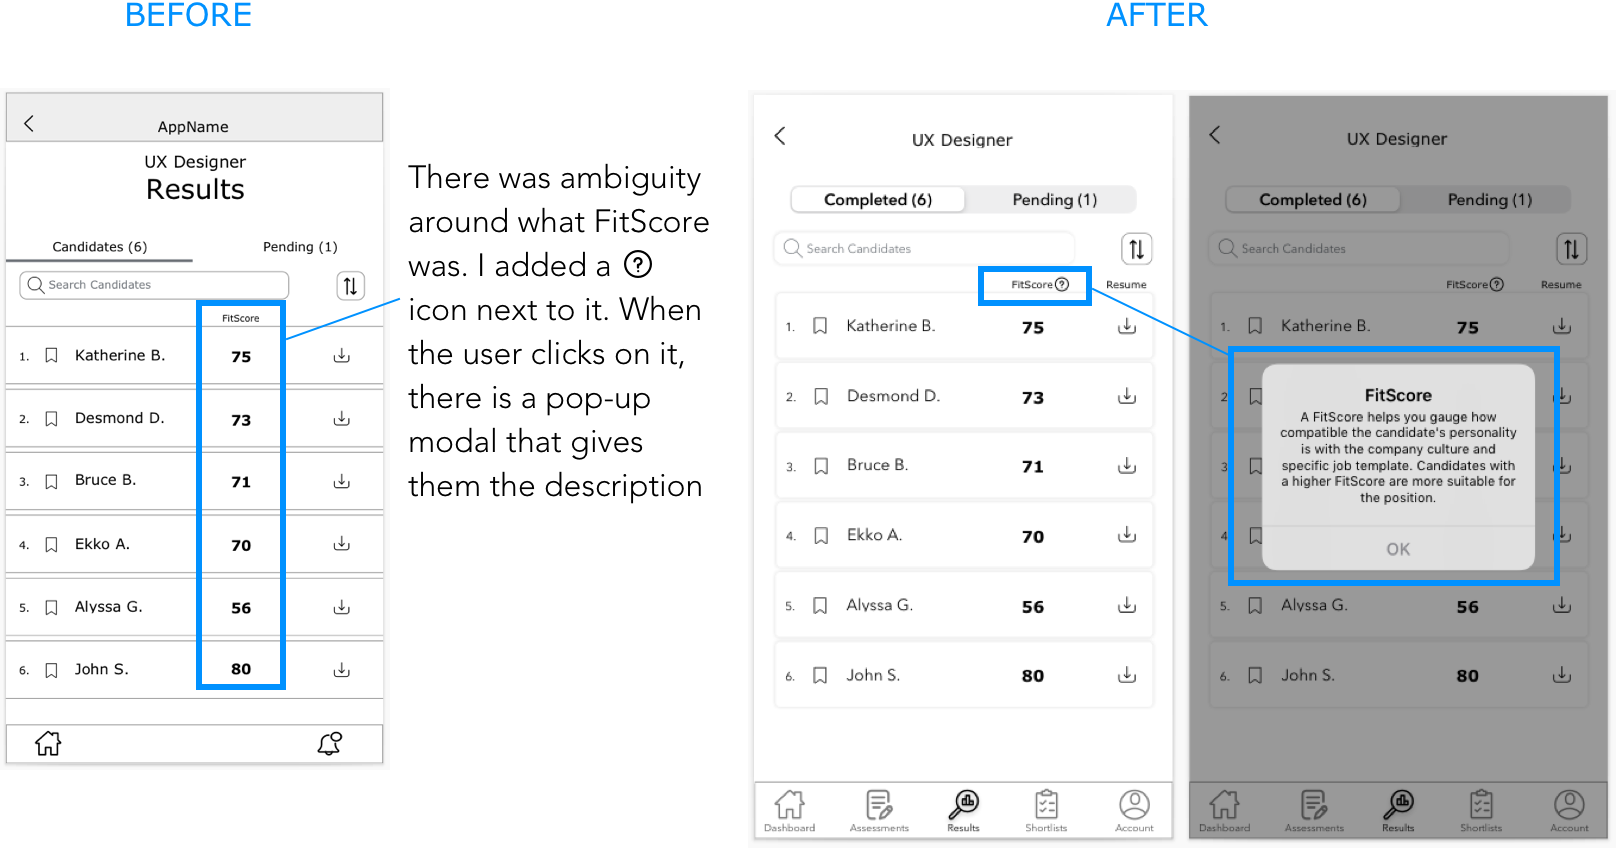 BEFORE
AFTER
AppName
UX Designer
Results
Candidates (6)
Pending (1)
Search Candidates
FitScore
1. Katherine B. 75
2. Desmond D. 73
3. Bruce B. 71
4. Ekko A. 70
5. Alyssa G. 56
6. John S. 80
There was ambiguity
around what FitScore
was. I added a ?
icon next to it. When
the user clicks on it,
there is a pop-up
modal that gives
them the description
UX Designer
Completed (6)
Pending (1)
Search Candidates
FitScore ? Resume
1. Katherine B. 75
2. Desmond D. 73
3. Bruce B. 71
4. Ekko A. 70
5. Alyssa G. 56
6. John S. 80
Dashboard Assessments Results Shortlists Account
UX Designer
Completed (6)
Pending (1)
Search Candidates
FitScore ? Resume
1. Katherine B. 75
2
3
4
FitScore
A FitScore helps you gauge how
compatible the candidate's personality
is with the company culture and
specific job template. Candidates with
a higher FitScore are more suitable for
the position.
OK
5. Alyssa G. 56
6. John S. 80
Dashboard Assessments Results Shortlists Account